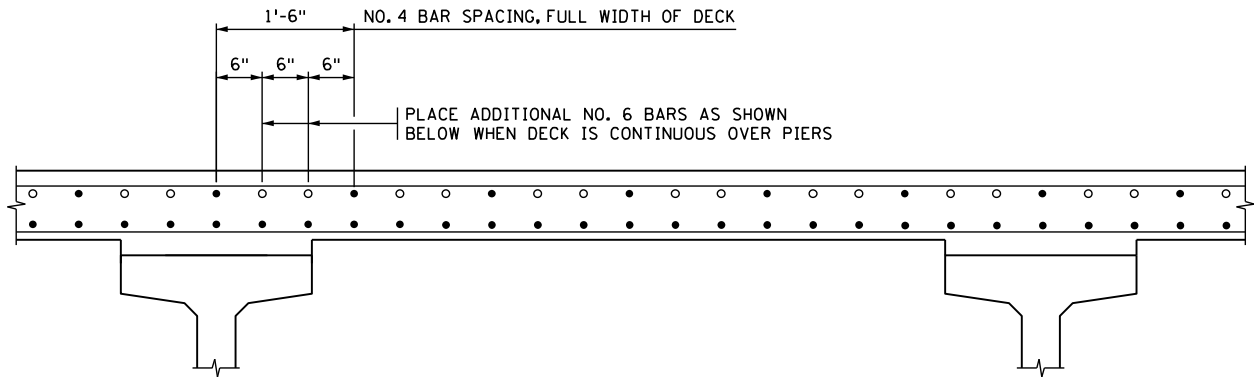 1'-6" NO. 4 BAR SPACING, FULL WIDTH OF DECK
6" 6" 6"
PLACE ADDITIONAL NO. 6 BARS AS SHOWN
BELOW WHEN DECK IS CONTINUOUS OVER PIERS